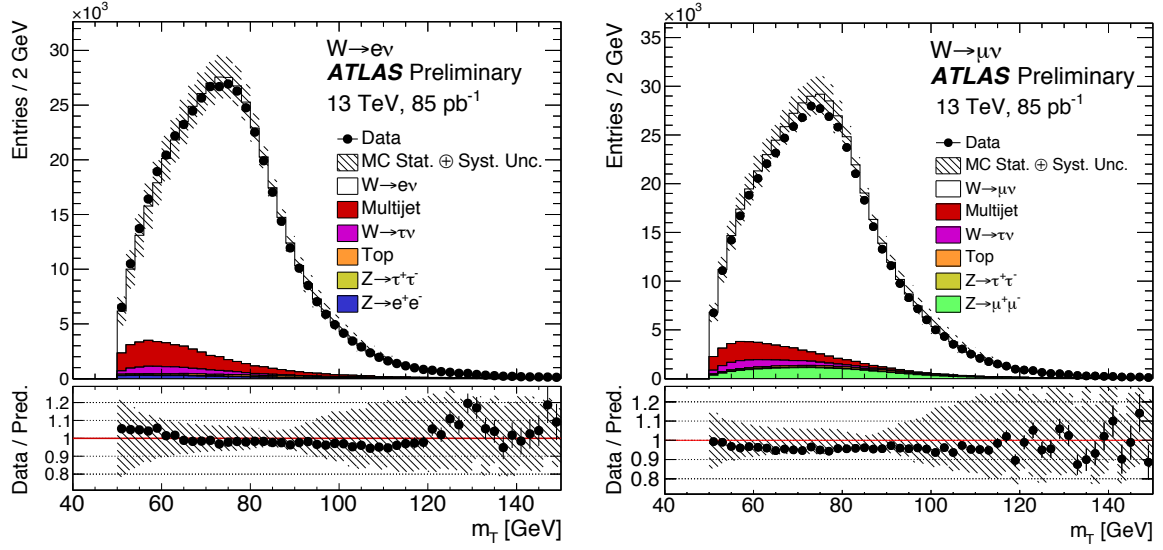 ×10³
Entries / 2 GeV
30
25
20
15
10
5
0
W→eν
ATLAS Preliminary
13 TeV, 85 pb⁻¹
Data
MC Stat. ⊕ Syst. Unc.
W→eν
Multijet
W→τν
Top
Z→τ⁺τ⁻
Z→e⁺e⁻
Data / Pred.
1.2
1.1
1
0.9
0.8
40 60 80 100 120 140
m_T [GeV]
×10³
Entries / 2 GeV
35
30
25
20
15
10
5
0
W→μν
ATLAS Preliminary
13 TeV, 85 pb⁻¹
Data
MC Stat. ⊕ Syst. Unc.
W→μν
Multijet
W→τν
Top
Z→τ⁺τ⁻
Z→μ⁺μ⁻
Data / Pred.
1.2
1.1
1
0.9
0.8
40 60 80 100 120 140
m_T [GeV]